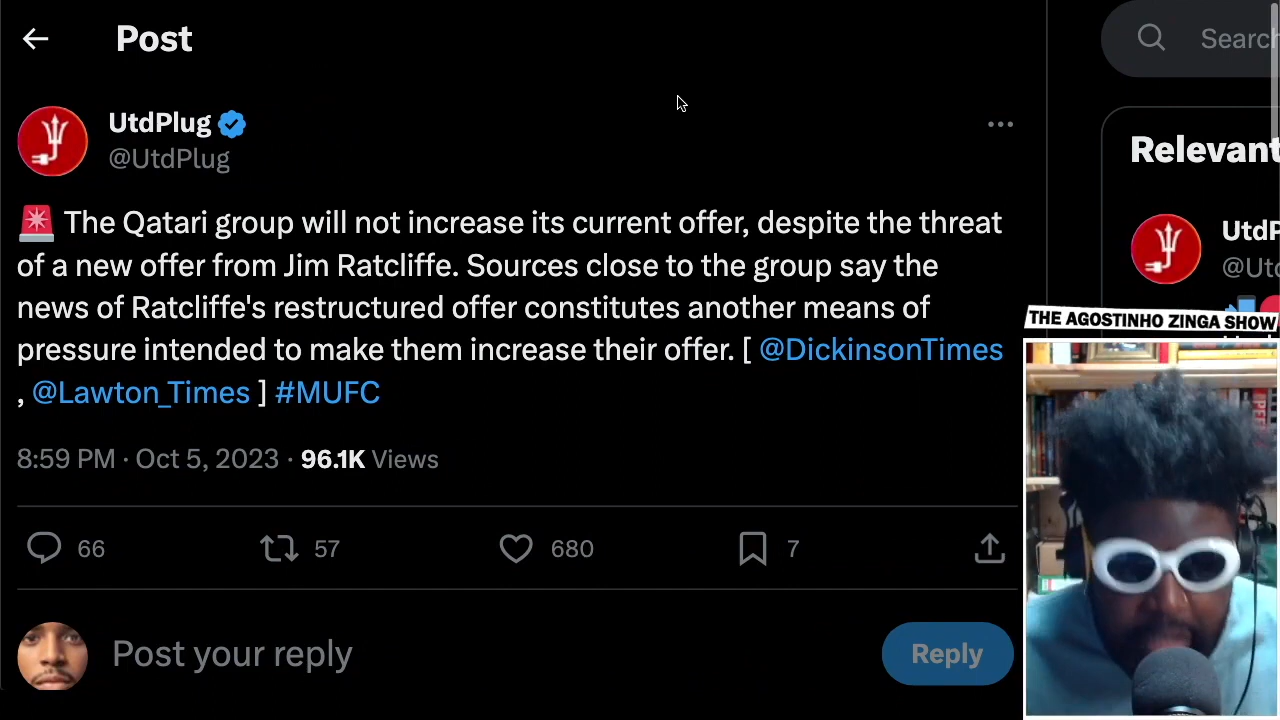 Post
Search
UtdPlug
@UtdPlug
Relevant
The Qatari group will not increase its current offer, despite the threat
of a new offer from Jim Ratcliffe. Sources close to the group say the
news of Ratcliffe's restructured offer constitutes another means of
pressure intended to make them increase their offer. [ @DickinsonTimes
, @Lawton_Times ] #MUFC
UtdP
@Utd
THE AGOSTINHO ZINGA SHOW
8:59 PM · Oct 5, 2023 · 96.1K Views
66 57 680 7
Post your reply
Reply